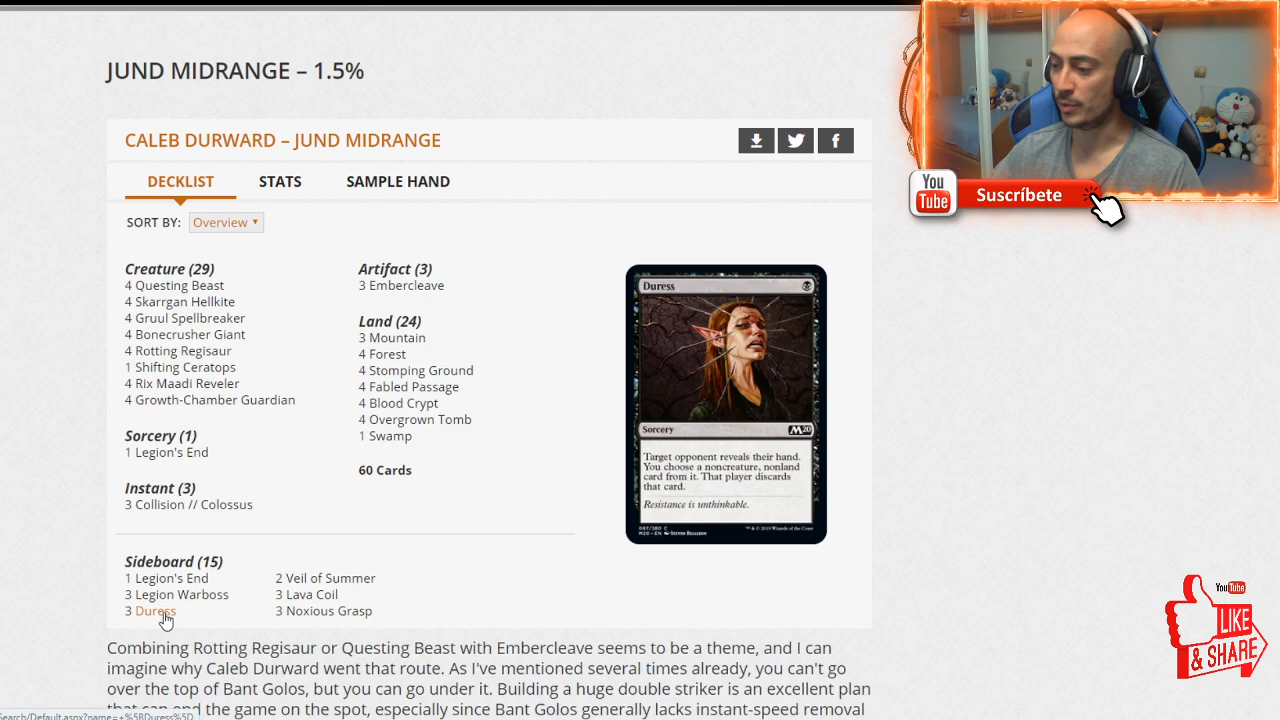 JUND MIDRANGE – 1.5%
CALEB DURWARD – JUND MIDRANGE
DECKLIST
STATS
SAMPLE HAND
SORT BY: Overview
Creature (29)
4 Questing Beast
4 Skarrgan Hellkite
4 Gruul Spellbreaker
4 Bonecrusher Giant
4 Rotting Regisaur
1 Shifting Ceratops
4 Rix Maadi Reveler
4 Growth-Chamber Guardian
Sorcery (1)
1 Legion's End
Instant (3)
3 Collision // Colossus
Artifact (3)
3 Embercleave
Land (24)
3 Mountain
4 Forest
4 Stomping Ground
4 Fabled Passage
4 Blood Crypt
4 Overgrown Tomb
1 Swamp
60 Cards
Sideboard (15)
1 Legion's End
3 Legion Warboss
3 Duress
2 Veil of Summer
3 Lava Coil
3 Noxious Grasp
Duress
Sorcery
M20
Target opponent reveals their hand.
You choose a noncreature, nonland
card from it. That player discards
that card.
Resistance is unthinkable.
Combining Rotting Regisaur or Questing Beast with Embercleave seems to be a theme, and I can
imagine why Caleb Durward went that route. As I've mentioned several times already, you can't go
over the top of Bant Golos, but you can go under it. Building a huge double striker is an excellent plan
that can end the game on the spot, especially since Bant Golos generally lacks instant-speed removal
Search/Default.aspx?name=+%5BDuress%5D
You
Tube
Suscríbete
YouTube
LIKE
& SHARE